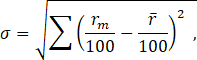 σ = √∑ (r_m/100 − r̄/100)² ,